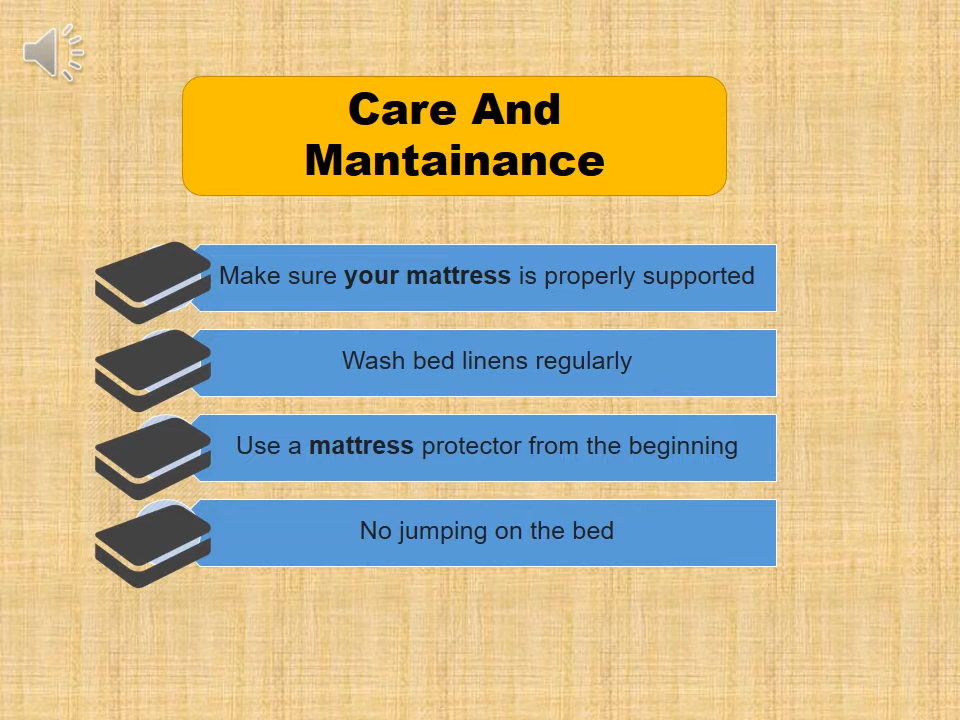 Care And
Mantainance
Make sure your mattress is properly supported
Wash bed linens regularly
Use a mattress protector from the beginning
No jumping on the bed